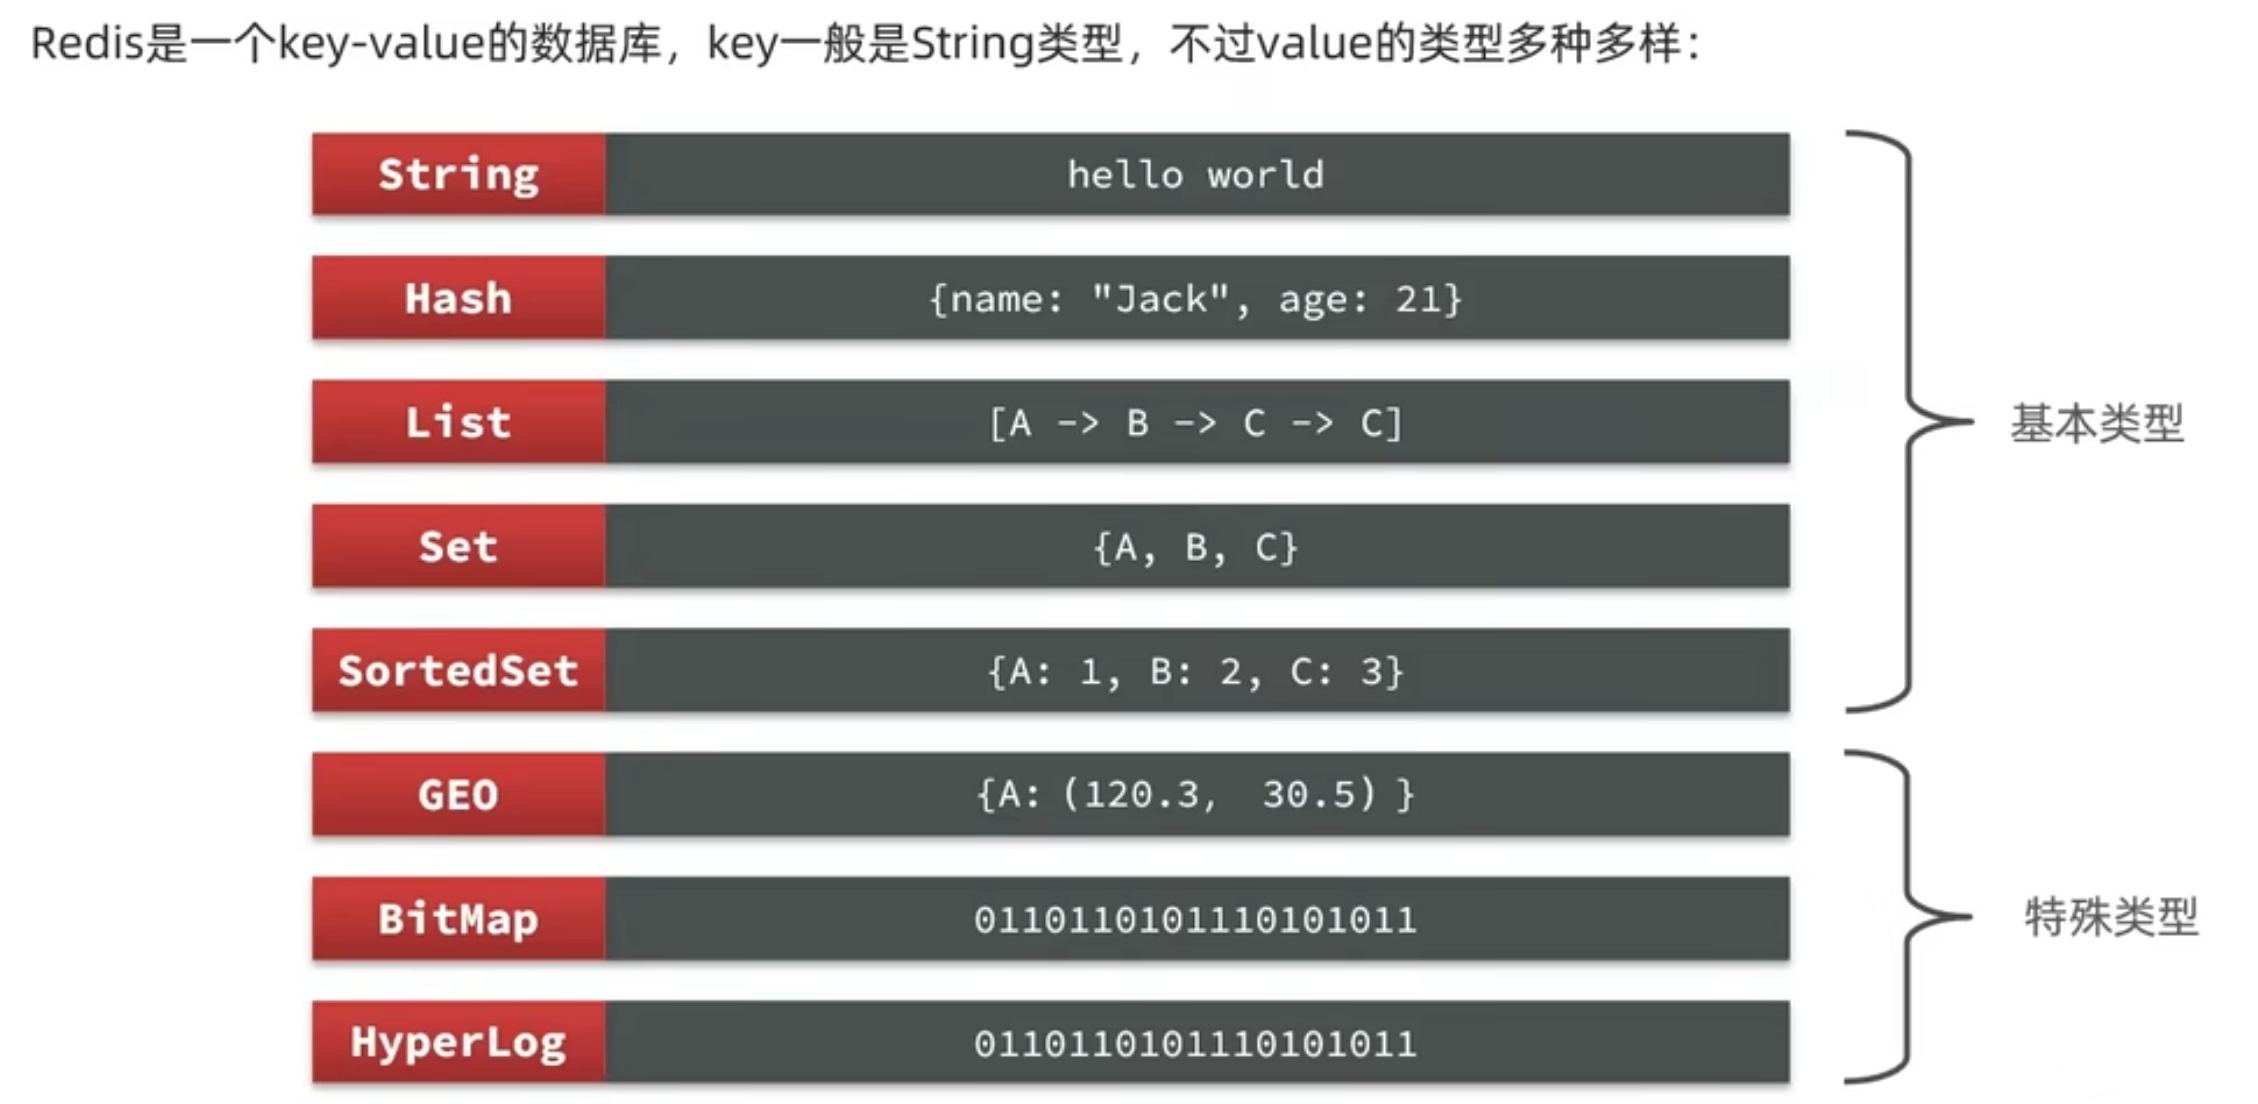 Redis是一个key-value的数据库，key一般是String类型，不过value的类型多种多样：
String hello world
Hash {name: "Jack", age: 21}
List [A -> B -> C -> C]
基本类型
Set {A, B, C}
SortedSet {A: 1, B: 2, C: 3}
GEO {A:（120.3， 30.5）}
BitMap 0110110101110101011
特殊类型
HyperLog 0110110101110101011